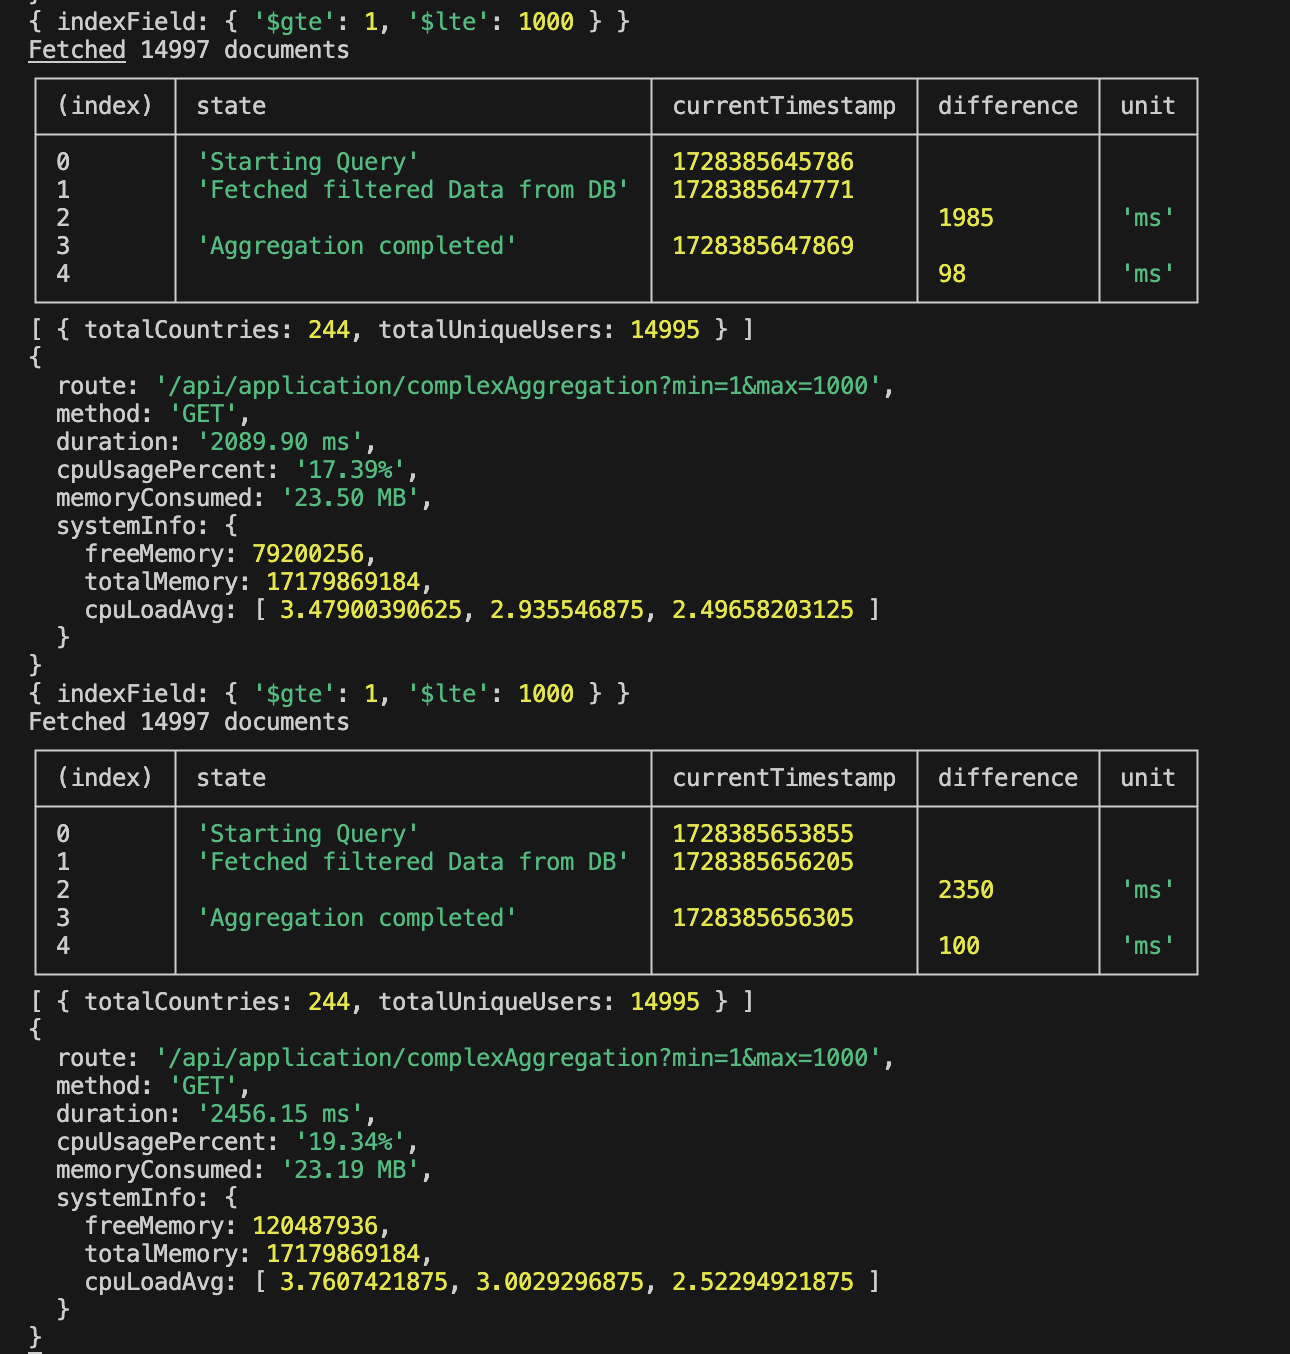 { indexField: { '$gte': 1, '$lte': 1000 } }
Fetched 14997 documents
(index) state currentTimestamp difference unit
0 'Starting Query' 1728385645786
1 'Fetched filtered Data from DB' 1728385647771
2 1985 'ms'
3 'Aggregation completed' 1728385647869
4 98 'ms'
[ { totalCountries: 244, totalUniqueUsers: 14995 } ]
{
route: '/api/application/complexAggregation?min=1&max=1000',
method: 'GET',
duration: '2089.90 ms',
cpuUsagePercent: '17.39%',
memoryConsumed: '23.50 MB',
systemInfo: {
freeMemory: 79200256,
totalMemory: 17179869184,
cpuLoadAvg: [ 3.47900390625, 2.935546875, 2.49658203125 ]
}
}
{ indexField: { '$gte': 1, '$lte': 1000 } }
Fetched 14997 documents
(index) state currentTimestamp difference unit
0 'Starting Query' 1728385653855
1 'Fetched filtered Data from DB' 1728385656205
2 2350 'ms'
3 'Aggregation completed' 1728385656305
4 100 'ms'
[ { totalCountries: 244, totalUniqueUsers: 14995 } ]
{
route: '/api/application/complexAggregation?min=1&max=1000',
method: 'GET',
duration: '2456.15 ms',
cpuUsagePercent: '19.34%',
memoryConsumed: '23.19 MB',
systemInfo: {
freeMemory: 120487936,
totalMemory: 17179869184,
cpuLoadAvg: [ 3.7607421875, 3.0029296875, 2.52294921875 ]
}
}